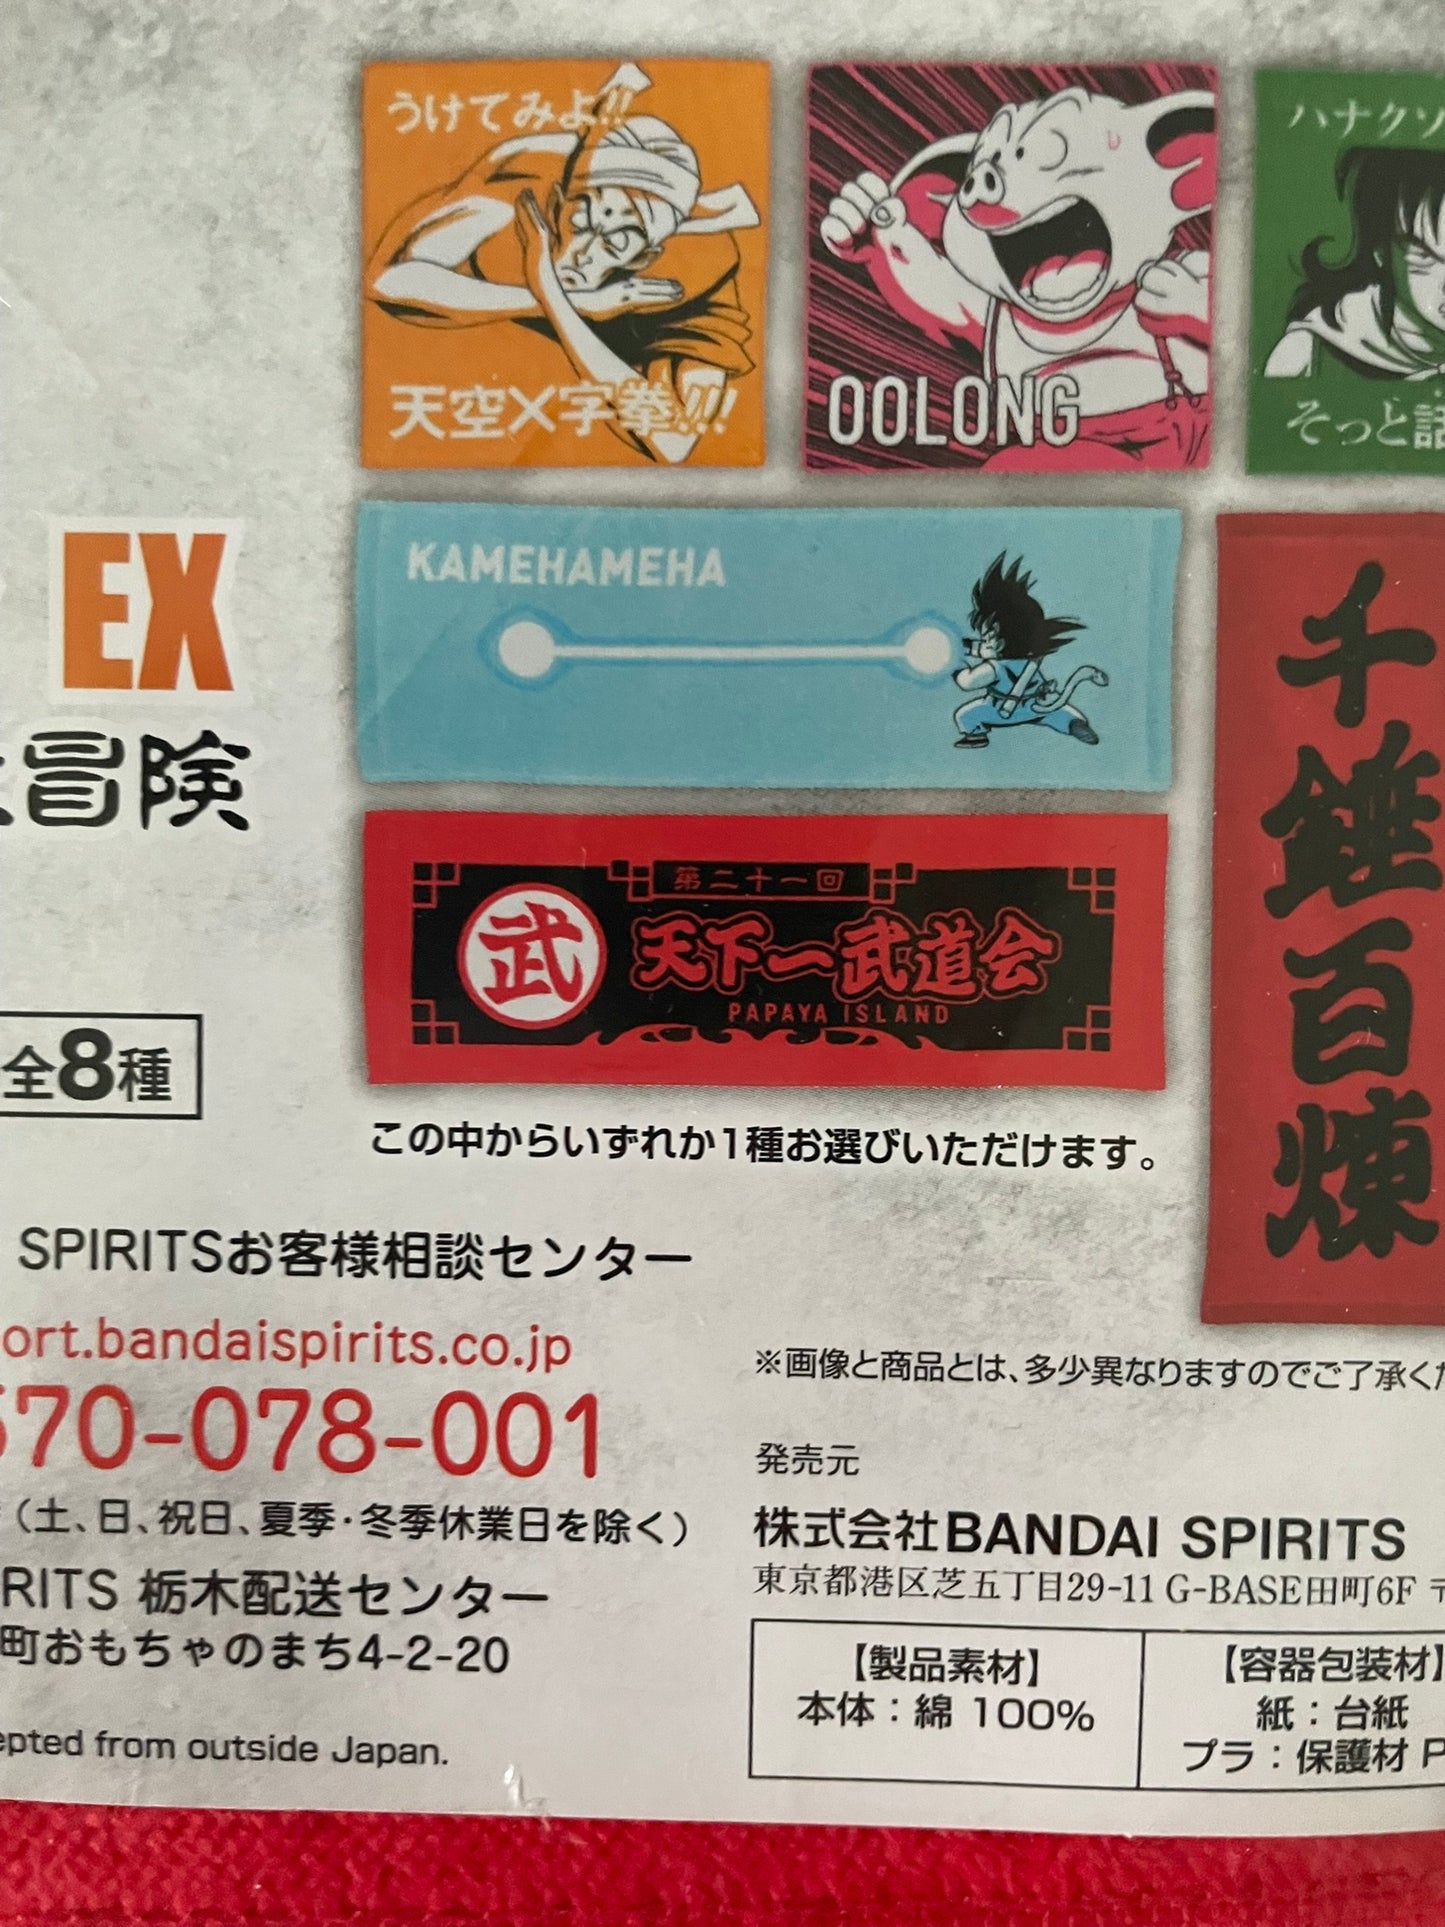 うけてみよ!!
天空×字拳!!!
OOLONG
ハナクソ
そっと話
EX
冒険
KAMEHAMEHA
千錘百煉
第二十一回
武
天下一武道会
PAPAYA ISLAND
全8種
この中からいずれか1種お選びいただけます。
SPIRITSお客様相談センター
ort.bandaispirits.co.jp
570-078-001
(土、日、祝日、夏季・冬季休業日を除く)
RITS 栃木配送センター
町おもちゃのまち4-2-20
epted from outside Japan.
※画像と商品とは、多少異なりますのでご了承くだ
発売元
株式会社BANDAI SPIRITS
東京都港区芝五丁目29-11 G-BASE田町6F 〒
【製品素材】
本体：綿 100%
【容器包装材】
紙：台紙
プラ：保護材 P